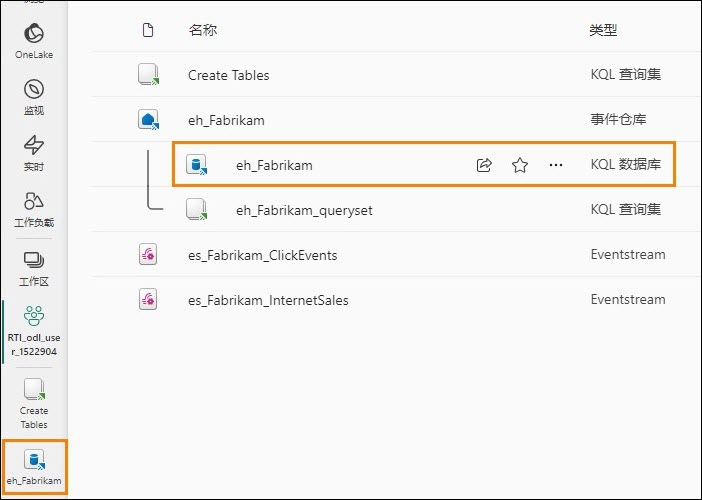 OneLake
监视
实时
工作负载
工作区
RTI_odl_use
r_1522904
Create
Tables
eh_Fabrikam
名称 类型
Create Tables KQL 查询集
eh_Fabrikam 事件仓库
eh_Fabrikam KQL 数据库
eh_Fabrikam_queryset KQL 查询集
es_Fabrikam_ClickEvents Eventstream
es_Fabrikam_InternetSales Eventstream